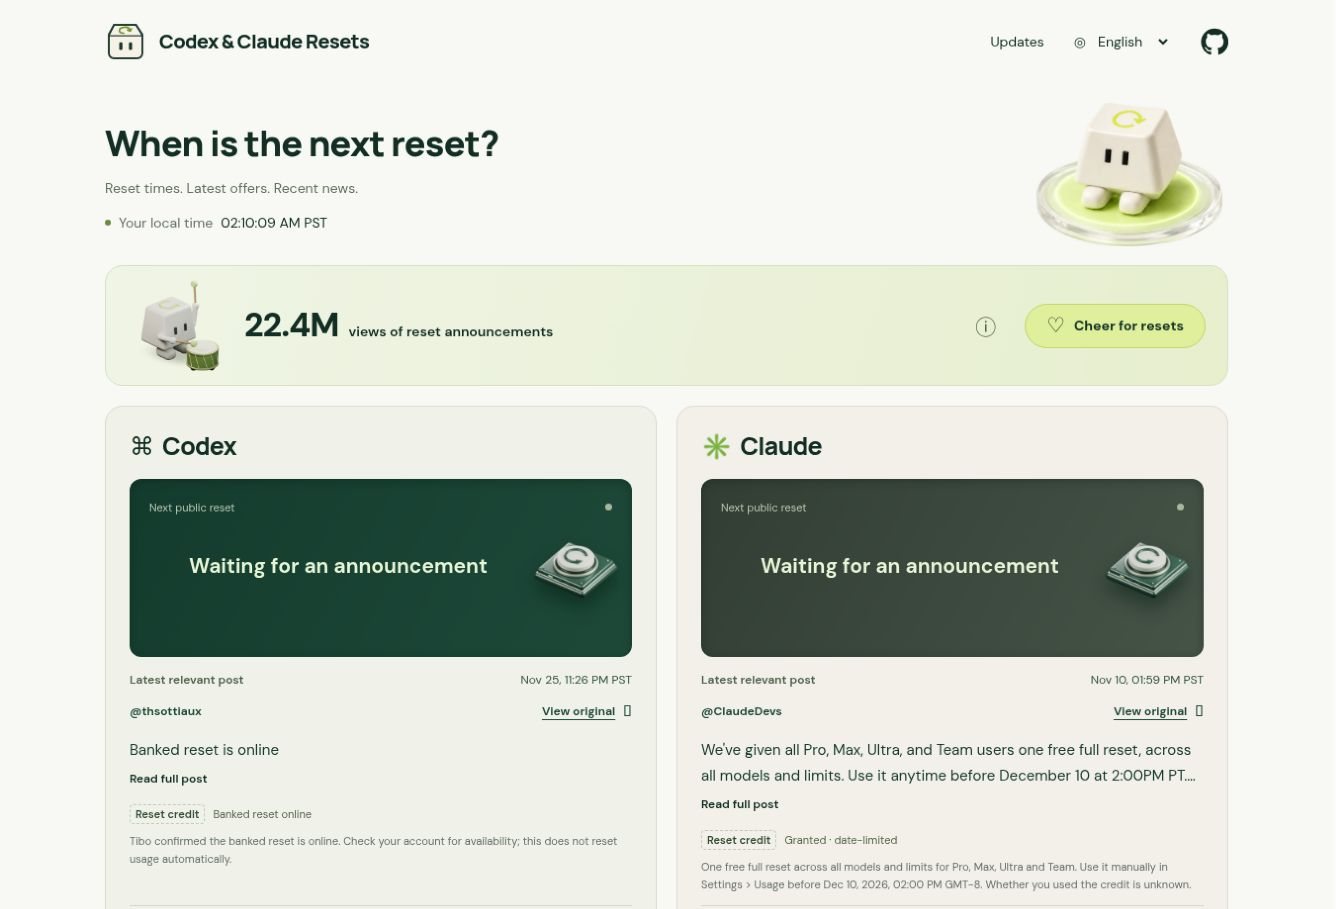 Codex & Claude Resets
Updates
English
When is the next reset?
Reset times. Latest offers. Recent news.
Your local time 02:10:09 AM PST
22.4M views of reset announcements
Cheer for resets
Codex
Next public reset
Waiting for an announcement
Latest relevant post Nov 25, 11:26 PM PST
@thsottiaux View original
Banked reset is online
Read full post
Reset credit Banked reset online
Tibo confirmed the banked reset is online. Check your account for availability; this does not reset
usage automatically.
Claude
Next public reset
Waiting for an announcement
Latest relevant post Nov 10, 01:59 PM PST
@ClaudeDevs View original
We've given all Pro, Max, Ultra, and Team users one free full reset, across
all models and limits. Use it anytime before December 10 at 2:00PM PT....
Read full post
Reset credit Granted · date-limited
One free full reset across all models and limits for Pro, Max, Ultra and Team. Use it manually in
Settings > Usage before Dec 10, 2026, 02:00 PM GMT-8. Whether you used the credit is unknown.